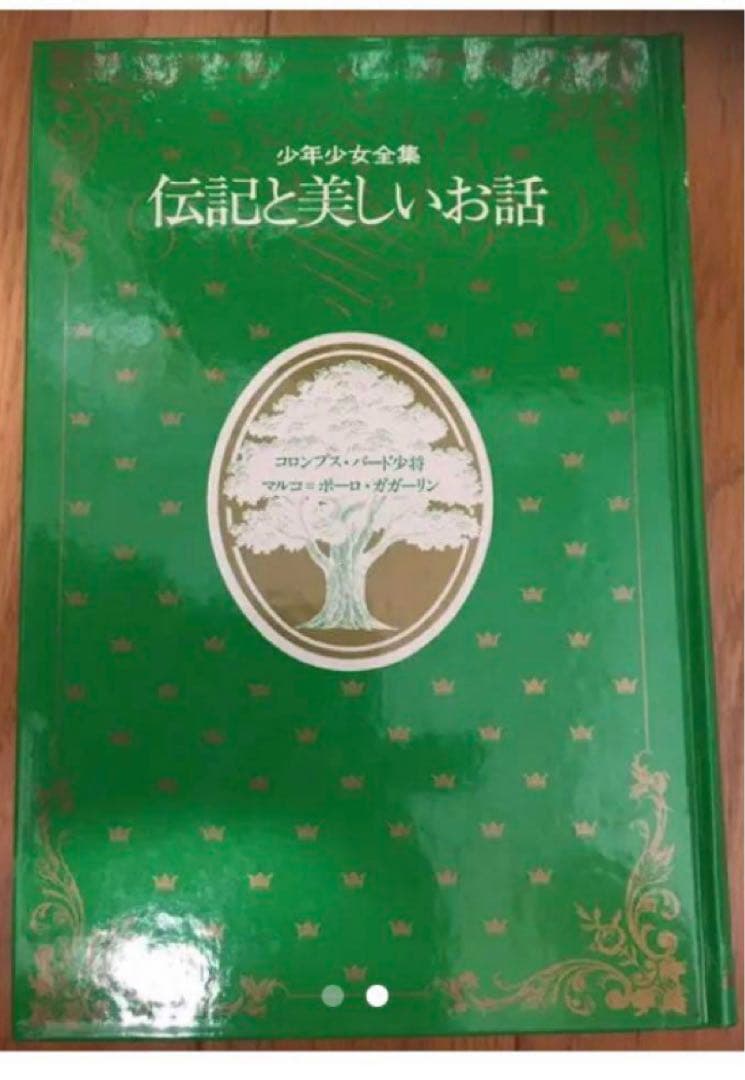 少年少女全集
伝記と美しいお話
コロンブス・バード少将
マルコ＝ポーロ・ガガーリン